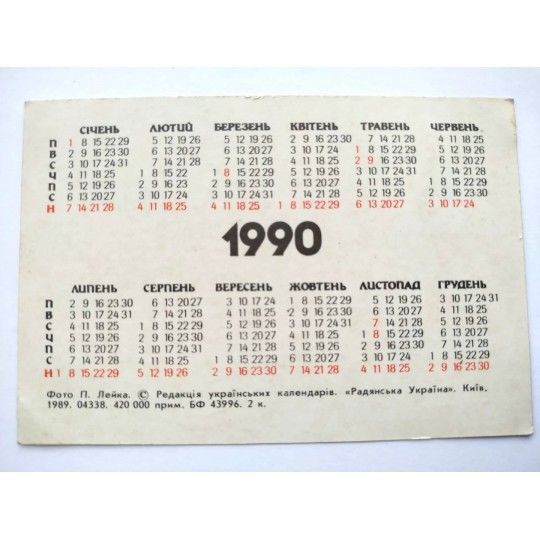 СІЧЕНЬ ЛЮТИЙ БЕРЕЗЕНЬ КВІТЕНЬ ТРАВЕНЬ ЧЕРВЕНЬ
П 1 8 15 22 29 5 12 19 26 5 12 19 26 2 9 16 23 30 7 14 21 28 4 11 18 25
В 2 9 16 23 30 6 13 20 27 6 13 20 27 3 10 17 24 1 8 15 22 29 5 12 19 26
С 3 10 17 24 31 7 14 21 28 7 14 21 28 4 11 18 25 2 9 16 23 30 6 13 20 27
Ч 4 11 18 25 1 8 15 22 1 8 15 22 29 5 12 19 26 3 10 17 24 31 7 14 21 28
П 5 12 19 26 2 9 16 23 2 9 16 23 30 6 13 20 27 4 11 18 25 1 8 15 22 29
С 6 13 20 27 3 10 17 24 3 10 17 24 31 7 14 21 28 5 12 19 26 2 9 16 23 30
Н 7 14 21 28 4 11 18 25 4 11 18 25 1 8 15 22 29 6 13 20 27 3 10 17 24
1990
ЛИПЕНЬ СЕРПЕНЬ ВЕРЕСЕНЬ ЖОВТЕНЬ ЛИСТОПАД ГРУДЕНЬ
П 2 9 16 23 30 6 13 20 27 3 10 17 24 1 8 15 22 29 5 12 19 26 3 10 17 24 31
В 3 10 17 24 31 7 14 21 28 4 11 18 25 2 9 16 23 30 6 13 20 27 4 11 18 25
С 4 11 18 25 1 8 15 22 29 5 12 19 26 3 10 17 24 31 7 14 21 28 5 12 19 26
Ч 5 12 19 26 2 9 16 23 30 6 13 20 27 4 11 18 25 1 8 15 22 29 6 13 20 27
П 6 13 20 27 3 10 17 24 31 7 14 21 28 5 12 19 26 2 9 16 23 30 7 14 21 28
С 7 14 21 28 4 11 18 25 1 8 15 22 29 6 13 20 27 3 10 17 24 1 8 15 22 29
Н 1 8 15 22 29 5 12 19 26 2 9 16 23 30 7 14 21 28 4 11 18 25 2 9 16 23 30
Фото П. Лейка. © Редакція українських календарів. «Радянська Україна». Київ.
1989. 04338. 420 000 прим. БФ 43996. 2 к.